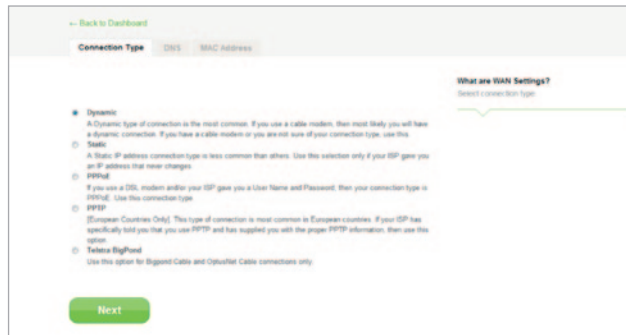 ← Back to Dashboard
Connection Type DNS MAC Address
What are WAN Settings?
Select connection type
Dynamic
A Dynamic type of connection is the most common. If you use a cable modem, then most likely you will have
a dynamic connection. If you have a cable modem or you are not sure of your connection type, use this.
Static
A Static IP address connection type is less common than others. Use this selection only if your ISP gave you
an IP address that never changes.
PPPoE
If you use a DSL modem and/or your ISP gave you a User Name and Password, then your connection type is
PPPoE. Use this connection type.
PPTP
[European Countries Only]. This type of connection is most common in European countries. If your ISP has
specifically told you that you use PPTP and has supplied you with the proper PPTP information, then use this
option.
Telstra BigPond
Use this option for Bigpond Cable and OptusNet Cable connections only.
Next